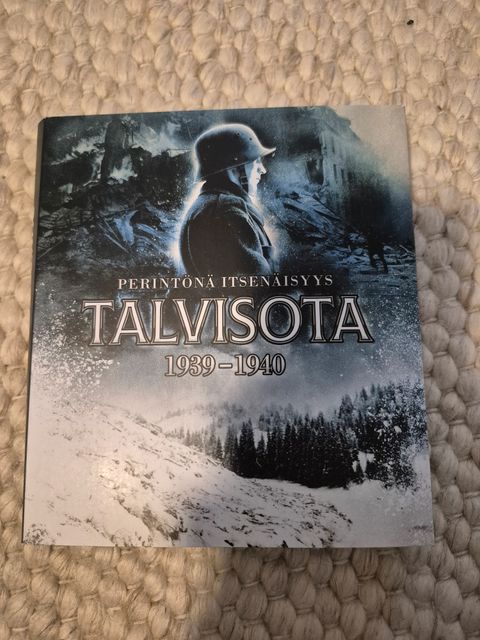 PERINTÖNÄ ITSENÄISYYS
TALVISOTA
1939–1940